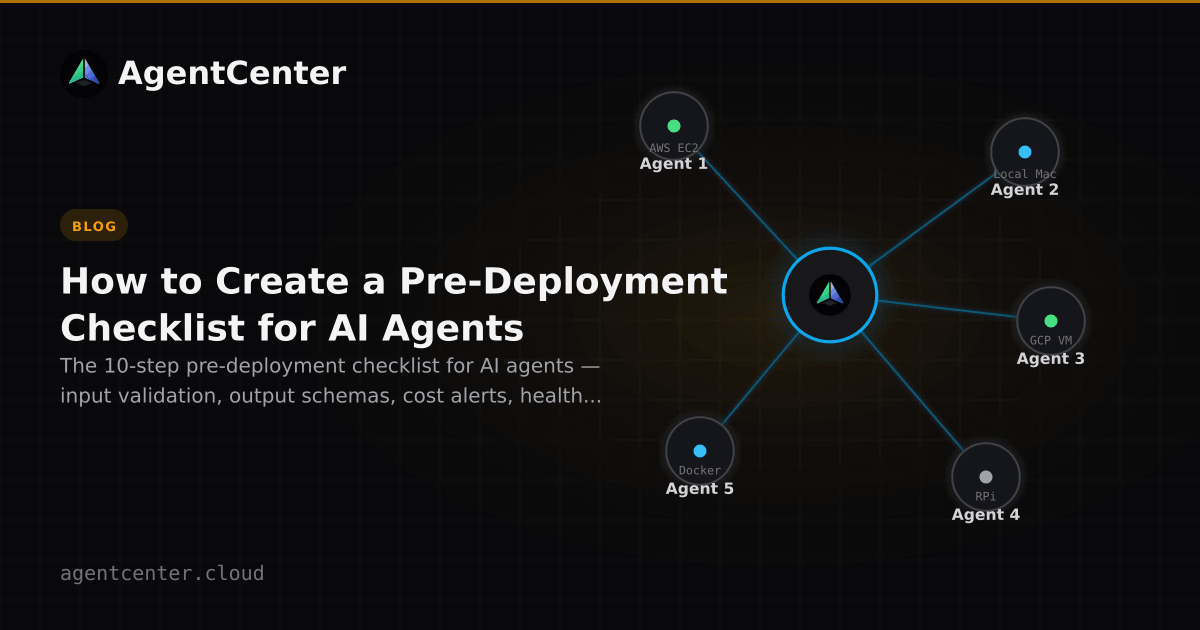 AgentCenter
BLOG
How to Create a Pre-Deployment
Checklist for AI Agents
The 10-step pre-deployment checklist for AI agents —
input validation, output schemas, cost alerts, health...
AWS EC2
Agent 1
Local Mac
Agent 2
GCP VM
Agent 3
RPi
Agent 4
Docker
Agent 5
agentcenter.cloud